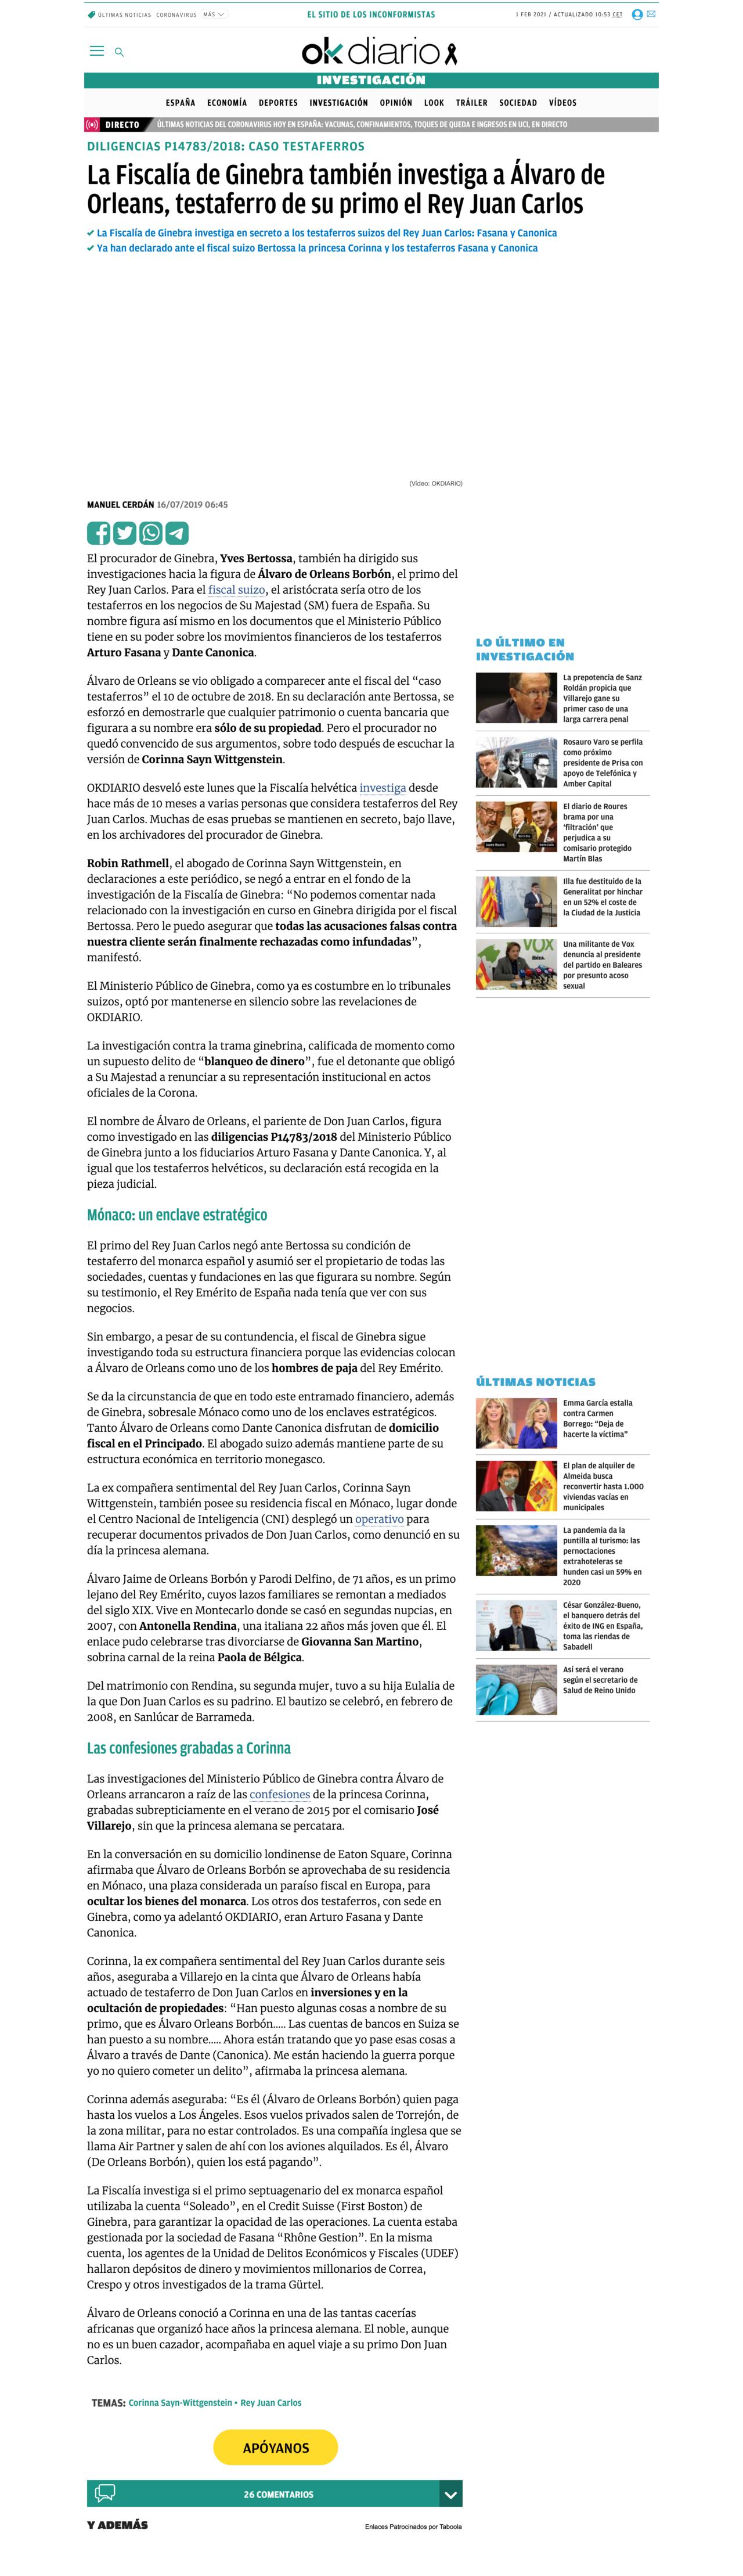 ÚLTIMAS NOTICIAS CORONAVIRUS MÁS
EL SITIO DE LOS INCONFORMISTAS
1 FEB 2021 / ACTUALIZADO 10:53 CET
okdiario
INVESTIGACIÓN
ESPAÑA ECONOMÍA DEPORTES INVESTIGACIÓN OPINIÓN LOOK TRÁILER SOCIEDAD VÍDEOS
DIRECTO ÚLTIMAS NOTICIAS DEL CORONAVIRUS HOY EN ESPAÑA: VACUNAS, CONFINAMIENTOS, TOQUES DE QUEDA E INGRESOS EN UCI, EN DIRECTO
DILIGENCIAS P14783/2018: CASO TESTAFERROS
La Fiscalía de Ginebra también investiga a Álvaro de
Orleans, testaferro de su primo el Rey Juan Carlos
La Fiscalía de Ginebra investiga en secreto a los testaferros suizos del Rey Juan Carlos: Fasana y Canonica
Ya han declarado ante el fiscal suizo Bertossa la princesa Corinna y los testaferros Fasana y Canonica
(Vídeo: OKDIARIO)
MANUEL CERDÁN 16/07/2019 06:45
El procurador de Ginebra, Yves Bertossa, también ha dirigido sus
investigaciones hacia la figura de Álvaro de Orleans Borbón, el primo del
Rey Juan Carlos. Para el fiscal suizo, el aristócrata sería otro de los
testaferros en los negocios de Su Majestad (SM) fuera de España. Su
nombre figura así mismo en los documentos que el Ministerio Público
tiene en su poder sobre los movimientos financieros de los testaferros
Arturo Fasana y Dante Canonica.
Álvaro de Orleans se vio obligado a comparecer ante el fiscal del “caso
testaferros” el 10 de octubre de 2018. En su declaración ante Bertossa, se
esforzó en demostrarle que cualquier patrimonio o cuenta bancaria que
figurara a su nombre era sólo de su propiedad. Pero el procurador no
quedó convencido de sus argumentos, sobre todo después de escuchar la
versión de Corinna Sayn Wittgenstein.
OKDIARIO desveló este lunes que la Fiscalía helvética investiga desde
hace más de 10 meses a varias personas que considera testaferros del Rey
Juan Carlos. Muchas de esas pruebas se mantienen en secreto, bajo llave,
en los archivadores del procurador de Ginebra.
Robin Rathmell, el abogado de Corinna Sayn Wittgenstein, en
declaraciones a este periódico, se negó a entrar en el fondo de la
investigación de la Fiscalía de Ginebra: “No podemos comentar nada
relacionado con la investigación en curso en Ginebra dirigida por el fiscal
Bertossa. Pero le puedo asegurar que todas las acusaciones falsas contra
nuestra cliente serán finalmente rechazadas como infundadas”,
manifestó.
El Ministerio Público de Ginebra, como ya es costumbre en lo tribunales
suizos, optó por mantenerse en silencio sobre las revelaciones de
OKDIARIO.
La investigación contra la trama ginebrina, calificada de momento como
un supuesto delito de “blanqueo de dinero”, fue el detonante que obligó
a Su Majestad a renunciar a su representación institucional en actos
oficiales de la Corona.
El nombre de Álvaro de Orleans, el pariente de Don Juan Carlos, figura
como investigado en las diligencias P14783/2018 del Ministerio Público
de Ginebra junto a los fiduciarios Arturo Fasana y Dante Canonica. Y, al
igual que los testaferros helvéticos, su declaración está recogida en la
pieza judicial.
Mónaco: un enclave estratégico
El primo del Rey Juan Carlos negó ante Bertossa su condición de
testaferro del monarca español y asumió ser el propietario de todas las
sociedades, cuentas y fundaciones en las que figurara su nombre. Según
su testimonio, el Rey Emérito de España nada tenía que ver con sus
negocios.
Sin embargo, a pesar de su contundencia, el fiscal de Ginebra sigue
investigando toda su estructura financiera porque las evidencias colocan
a Álvaro de Orleans como uno de los hombres de paja del Rey Emérito.
Se da la circunstancia de que en todo este entramado financiero, además
de Ginebra, sobresale Mónaco como uno de los enclaves estratégicos.
Tanto Álvaro de Orleans como Dante Canonica disfrutan de domicilio
fiscal en el Principado. El abogado suizo además mantiene parte de su
estructura económica en territorio monegasco.
La ex compañera sentimental del Rey Juan Carlos, Corinna Sayn
Wittgenstein, también posee su residencia fiscal en Mónaco, lugar donde
el Centro Nacional de Inteligencia (CNI) desplegó un operativo para
recuperar documentos privados de Don Juan Carlos, como denunció en su
día la princesa alemana.
Álvaro Jaime de Orleans Borbón y Parodi Delfino, de 71 años, es un primo
lejano del Rey Emérito, cuyos lazos familiares se remontan a mediados
del siglo XIX. Vive en Montecarlo donde se casó en segundas nupcias, en
2007, con Antonella Rendina, una italiana 22 años más joven que él. El
enlace pudo celebrarse tras divorciarse de Giovanna San Martino,
sobrina carnal de la reina Paola de Bélgica.
Del matrimonio con Rendina, su segunda mujer, tuvo a su hija Eulalia de
la que Don Juan Carlos es su padrino. El bautizo se celebró, en febrero de
2008, en Sanlúcar de Barrameda.
Las confesiones grabadas a Corinna
Las investigaciones del Ministerio Público de Ginebra contra Álvaro de
Orleans arrancaron a raíz de las confesiones de la princesa Corinna,
grabadas subrepticiamente en el verano de 2015 por el comisario José
Villarejo, sin que la princesa alemana se percatara.
En la conversación en su domicilio londinense de Eaton Square, Corinna
afirmaba que Álvaro de Orleans Borbón se aprovechaba de su residencia
en Mónaco, una plaza considerada un paraíso fiscal en Europa, para
ocultar los bienes del monarca. Los otros dos testaferros, con sede en
Ginebra, como ya adelantó OKDIARIO, eran Arturo Fasana y Dante
Canonica.
Corinna, la ex compañera sentimental del Rey Juan Carlos durante seis
años, aseguraba a Villarejo en la cinta que Álvaro de Orleans había
actuado de testaferro de Don Juan Carlos en inversiones y en la
ocultación de propiedades: “Han puesto algunas cosas a nombre de su
primo, que es Álvaro Orleans Borbón..... Las cuentas de bancos en Suiza se
han puesto a su nombre..... Ahora están tratando que yo pase esas cosas a
Álvaro a través de Dante (Canonica). Me están haciendo la guerra porque
yo no quiero cometer un delito”, afirmaba la princesa alemana.
Corinna además aseguraba: “Es él (Álvaro de Orleans Borbón) quien paga
hasta los vuelos a Los Ángeles. Esos vuelos privados salen de Torrejón, de
la zona militar, para no estar controlados. Es una compañía inglesa que se
llama Air Partner y salen de ahí con los aviones alquilados. Es él, Álvaro
(De Orleans Borbón), quien los está pagando”.
La Fiscalía investiga si el primo septuagenario del ex monarca español
utilizaba la cuenta “Soleado”, en el Credit Suisse (First Boston) de
Ginebra, para garantizar la opacidad de las operaciones. La cuenta estaba
gestionada por la sociedad de Fasana “Rhône Gestion”. En la misma
cuenta, los agentes de la Unidad de Delitos Económicos y Fiscales (UDEF)
hallaron depósitos de dinero y movimientos millonarios de Correa,
Crespo y otros investigados de la trama Gürtel.
Álvaro de Orleans conoció a Corinna en una de las tantas cacerías
africanas que organizó hace años la princesa alemana. El noble, aunque
no es un buen cazador, acompañaba en aquel viaje a su primo Don Juan
Carlos.
TEMAS: Corinna Sayn-Wittgenstein • Rey Juan Carlos
APÓYANOS
26 COMENTARIOS
Y ADEMÁS
Enlaces Patrocinados por Taboola
LO ÚLTIMO EN
INVESTIGACIÓN
La prepotencia de Sanz
Roldán propicia que
Villarejo gane su
primer caso de una
larga carrera penal
Rosauro Varo se perfila
como próximo
presidente de Prisa con
apoyo de Telefónica y
Amber Capital
El diario de Roures
brama por una
‘filtración’ que
perjudica a su
comisario protegido
Martín Blas
Illa fue destituido de la
Generalitat por hinchar
en un 52% el coste de
la Ciudad de la Justicia
VOX
Una militante de Vox
denuncia al presidente
del partido en Baleares
por presunto acoso
sexual
ÚLTIMAS NOTICIAS
Emma García estalla
contra Carmen
Borrego: “Deja de
hacerte la víctima”
El plan de alquiler de
Almeida busca
reconvertir hasta 1.000
viviendas vacías en
municipales
La pandemia da la
puntilla al turismo: las
pernoctaciones
extrahoteleras se
hunden casi un 59% en
2020
César González-Bueno,
el banquero detrás del
éxito de ING en España,
toma las riendas de
Sabadell
Así será el verano
según el secretario de
Salud de Reino Unido